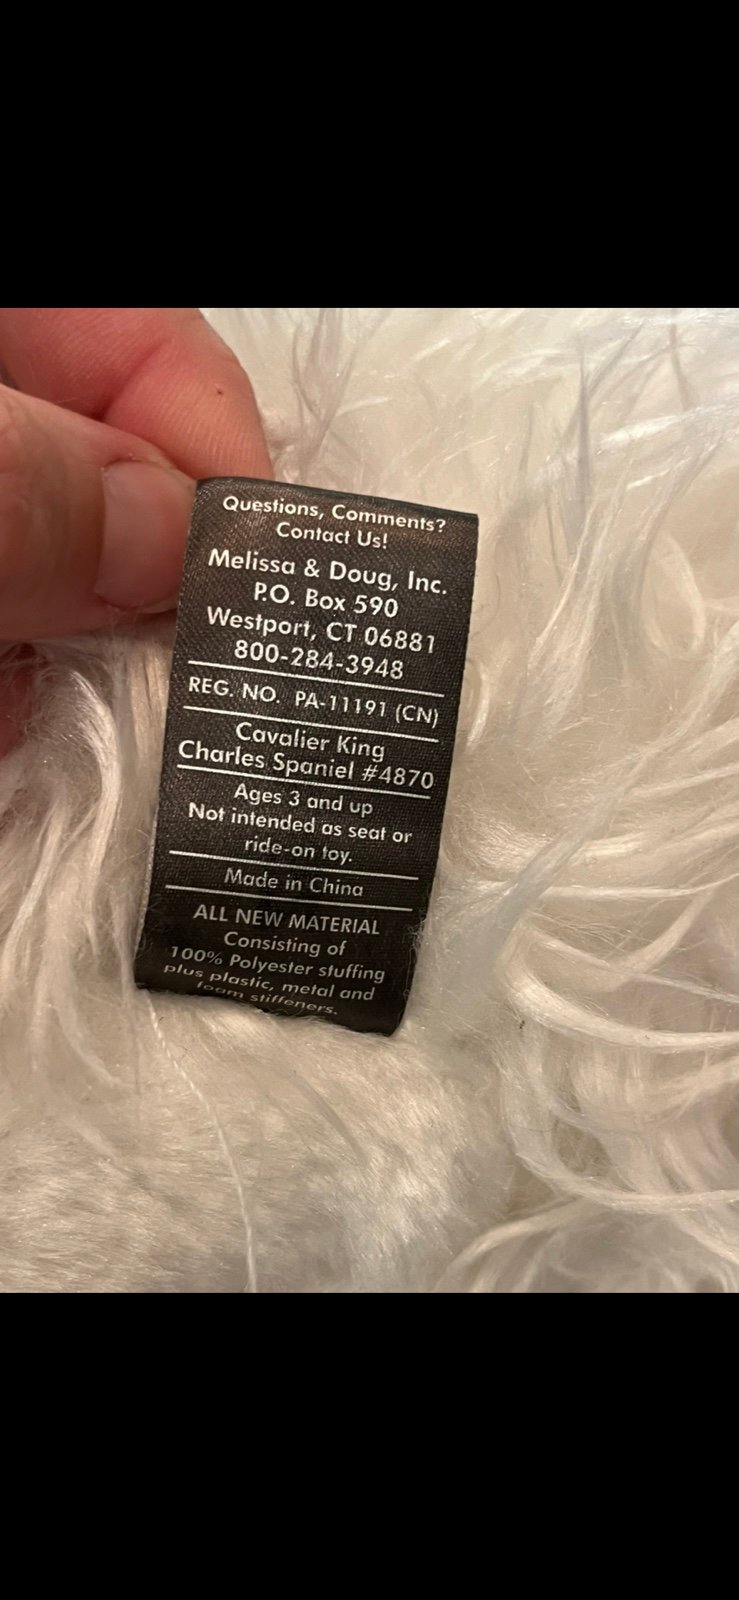 Questions, Comments?
Contact Us!
Melissa & Doug, Inc.
P.O. Box 590
Westport, CT 06881
800-284-3948
REG. NO. PA-11191 (CN)
Cavalier King
Charles Spaniel #4870
Ages 3 and up
Not intended as seat or
ride-on toy.
Made in China
ALL NEW MATERIAL
Consisting of
100% Polyester stuffing
plus plastic, metal and
foam stiffeners.